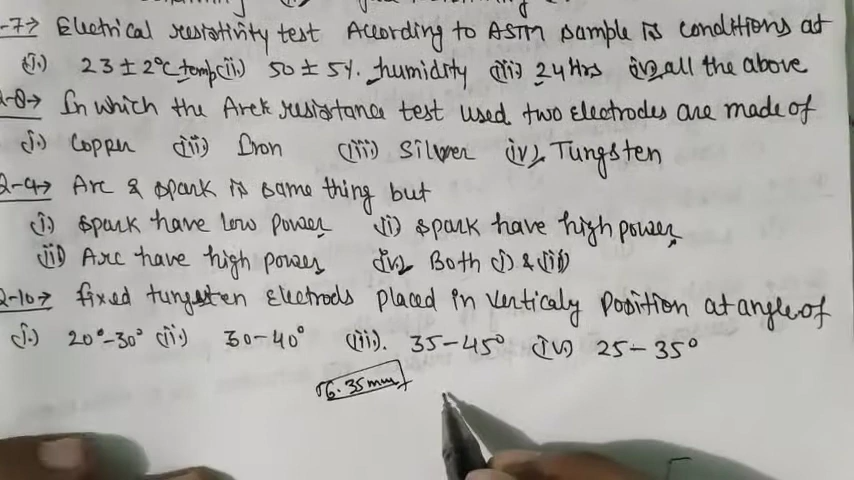 -7→ Electrical resistivity test According to ASTM sample is conditions at
(i) 23 ± 2°C temp (ii) 50 ± 5% humidity (iii) 24 Hrs (iv) all the above
Q-8→ In which the Arck resistance test used two electrodes are made of
(i) Copper (ii) Iron (iii) Silver (iv) Tungsten
Q-9→ Arc & spark is same thing but
(i) spark have low power (ii) spark have high power
(iii) Arc have high power (iv) Both (i) & (iii)
Q-10→ fixed tungsten Electrods placed in verticaly position at angle of
(i) 20°-30° (ii) 30-40° (iii). 35-45° (iv) 25-35°
6.35mm